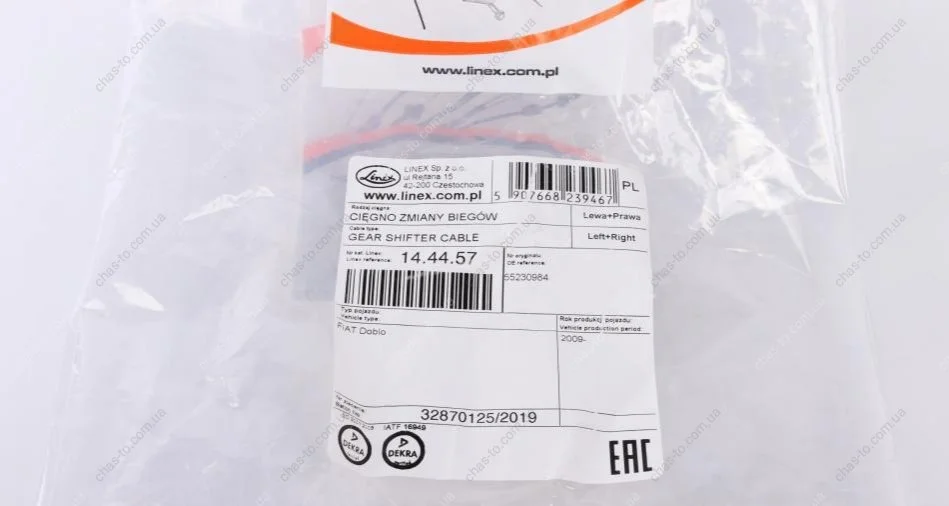 www.linex.com.pl
Linex
LINEX Sp. z o.o.
ul Rejtana 15
42-200 Częstochowa
www.linex.com.pl
5 907668 239467
PL
Rodzaj cięgna:
CIĘGNO ZMIANY BIEGÓW
Lewa+Prawa
Cable type:
GEAR SHIFTER CABLE
Left+Right
Nr kat. Linex:
Linex reference:
14.44.57
Nr oryginału:
OE reference:
55230984
Typ pojazdu:
Vehicle type:
FIAT Doblo
Rok produkcji pojazdu:
Vehicle production period:
2009-
32870125/2019
IATF 16949
DEKRA
DEKRA
EAC
chas-to.com.ua